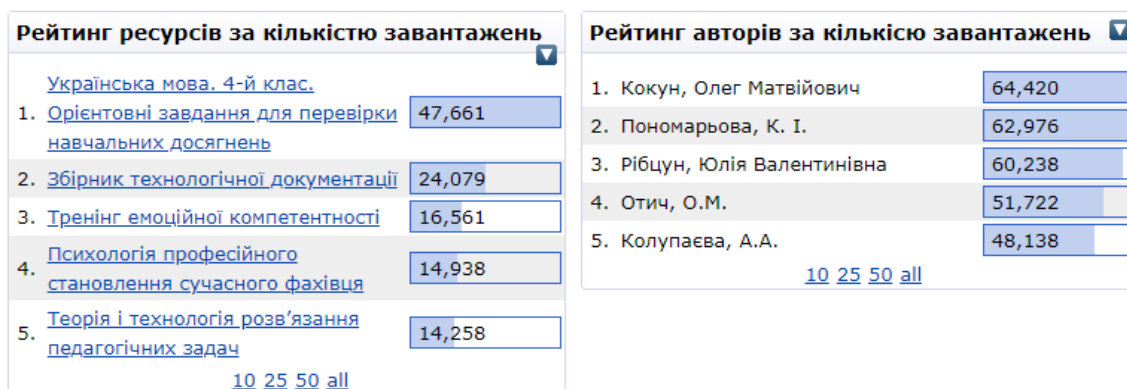 Рейтинг ресурсів за кількістю завантажень
Українська мова. 4-й клас.
1. Орієнтовні завдання для перевірки 47,661
навчальних досягнень
2. Збірник технологічної документації 24,079
3. Тренінг емоційної компетентності 16,561
Психологія професійного
4. становлення сучасного фахівця 14,938
Теорія і технологія розв’язання
5. педагогічних задач 14,258
10 25 50 all
Рейтинг авторів за кількісю завантажень
1. Кокун, Олег Матвійович 64,420
2. Пономарьова, К. І. 62,976
3. Рібцун, Юлія Валентинівна 60,238
4. Отич, О.М. 51,722
5. Колупаєва, А.А. 48,138
10 25 50 all